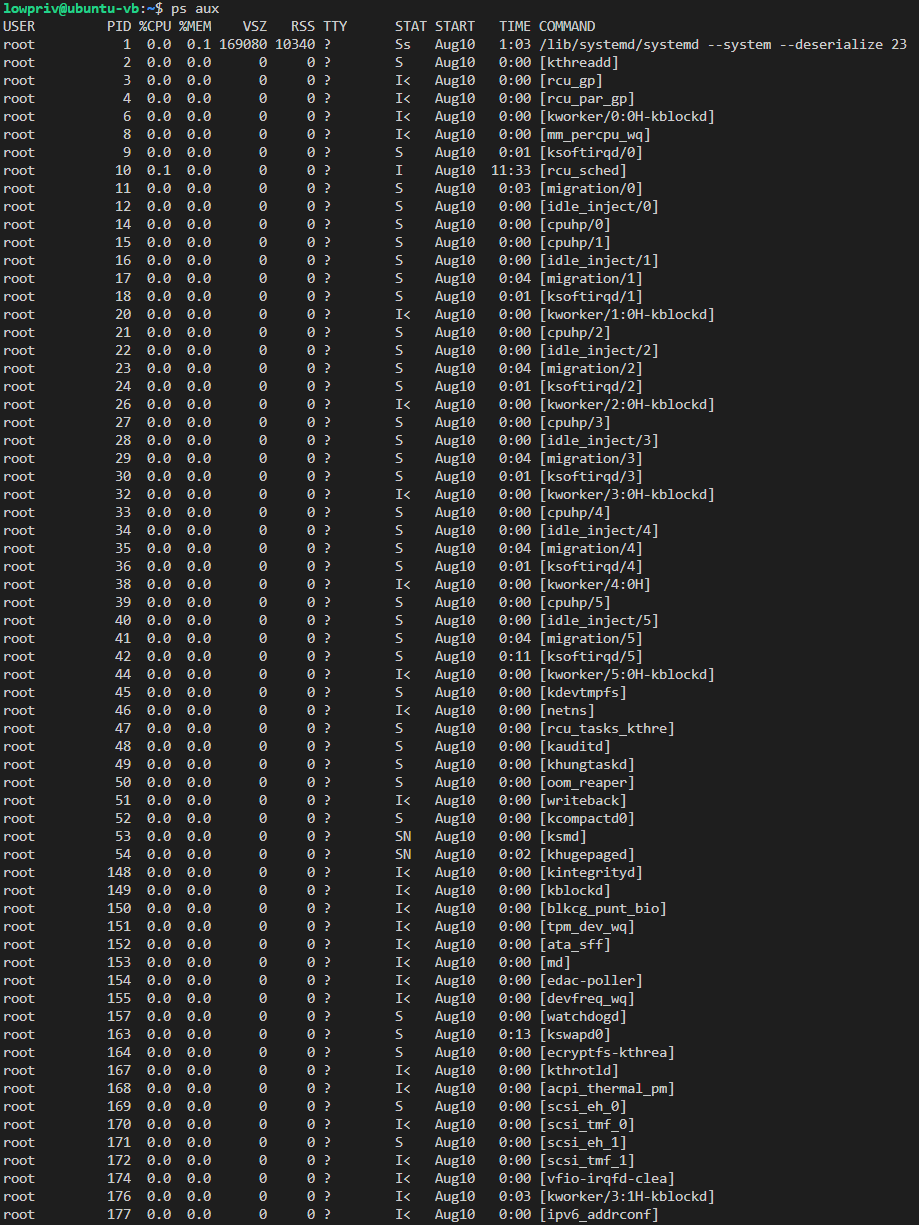 lowpriv@ubuntu-vb:~$ ps aux
USER PID %CPU %MEM VSZ RSS TTY STAT START TIME COMMAND
root 1 0.0 0.1 169080 10340 ? Ss Aug10 1:03 /lib/systemd/systemd --system --deserialize 23
root 2 0.0 0.0 0 0 ? S Aug10 0:00 [kthreadd]
root 3 0.0 0.0 0 0 ? I< Aug10 0:00 [rcu_gp]
root 4 0.0 0.0 0 0 ? I< Aug10 0:00 [rcu_par_gp]
root 6 0.0 0.0 0 0 ? I< Aug10 0:00 [kworker/0:0H-kblockd]
root 8 0.0 0.0 0 0 ? I< Aug10 0:00 [mm_percpu_wq]
root 9 0.0 0.0 0 0 ? S Aug10 0:01 [ksoftirqd/0]
root 10 0.1 0.0 0 0 ? I Aug10 11:33 [rcu_sched]
root 11 0.0 0.0 0 0 ? S Aug10 0:03 [migration/0]
root 12 0.0 0.0 0 0 ? S Aug10 0:00 [idle_inject/0]
root 14 0.0 0.0 0 0 ? S Aug10 0:00 [cpuhp/0]
root 15 0.0 0.0 0 0 ? S Aug10 0:00 [cpuhp/1]
root 16 0.0 0.0 0 0 ? S Aug10 0:00 [idle_inject/1]
root 17 0.0 0.0 0 0 ? S Aug10 0:04 [migration/1]
root 18 0.0 0.0 0 0 ? S Aug10 0:01 [ksoftirqd/1]
root 20 0.0 0.0 0 0 ? I< Aug10 0:00 [kworker/1:0H-kblockd]
root 21 0.0 0.0 0 0 ? S Aug10 0:00 [cpuhp/2]
root 22 0.0 0.0 0 0 ? S Aug10 0:00 [idle_inject/2]
root 23 0.0 0.0 0 0 ? S Aug10 0:04 [migration/2]
root 24 0.0 0.0 0 0 ? S Aug10 0:01 [ksoftirqd/2]
root 26 0.0 0.0 0 0 ? I< Aug10 0:00 [kworker/2:0H-kblockd]
root 27 0.0 0.0 0 0 ? S Aug10 0:00 [cpuhp/3]
root 28 0.0 0.0 0 0 ? S Aug10 0:00 [idle_inject/3]
root 29 0.0 0.0 0 0 ? S Aug10 0:04 [migration/3]
root 30 0.0 0.0 0 0 ? S Aug10 0:01 [ksoftirqd/3]
root 32 0.0 0.0 0 0 ? I< Aug10 0:00 [kworker/3:0H-kblockd]
root 33 0.0 0.0 0 0 ? S Aug10 0:00 [cpuhp/4]
root 34 0.0 0.0 0 0 ? S Aug10 0:00 [idle_inject/4]
root 35 0.0 0.0 0 0 ? S Aug10 0:04 [migration/4]
root 36 0.0 0.0 0 0 ? S Aug10 0:01 [ksoftirqd/4]
root 38 0.0 0.0 0 0 ? I< Aug10 0:00 [kworker/4:0H]
root 39 0.0 0.0 0 0 ? S Aug10 0:00 [cpuhp/5]
root 40 0.0 0.0 0 0 ? S Aug10 0:00 [idle_inject/5]
root 41 0.0 0.0 0 0 ? S Aug10 0:04 [migration/5]
root 42 0.0 0.0 0 0 ? S Aug10 0:11 [ksoftirqd/5]
root 44 0.0 0.0 0 0 ? I< Aug10 0:00 [kworker/5:0H-kblockd]
root 45 0.0 0.0 0 0 ? S Aug10 0:00 [kdevtmpfs]
root 46 0.0 0.0 0 0 ? I< Aug10 0:00 [netns]
root 47 0.0 0.0 0 0 ? S Aug10 0:00 [rcu_tasks_kthre]
root 48 0.0 0.0 0 0 ? S Aug10 0:00 [kauditd]
root 49 0.0 0.0 0 0 ? S Aug10 0:00 [khungtaskd]
root 50 0.0 0.0 0 0 ? S Aug10 0:00 [oom_reaper]
root 51 0.0 0.0 0 0 ? I< Aug10 0:00 [writeback]
root 52 0.0 0.0 0 0 ? S Aug10 0:00 [kcompactd0]
root 53 0.0 0.0 0 0 ? SN Aug10 0:00 [ksmd]
root 54 0.0 0.0 0 0 ? SN Aug10 0:02 [khugepaged]
root 148 0.0 0.0 0 0 ? I< Aug10 0:00 [kintegrityd]
root 149 0.0 0.0 0 0 ? I< Aug10 0:00 [kblockd]
root 150 0.0 0.0 0 0 ? I< Aug10 0:00 [blkcg_punt_bio]
root 151 0.0 0.0 0 0 ? I< Aug10 0:00 [tpm_dev_wq]
root 152 0.0 0.0 0 0 ? I< Aug10 0:00 [ata_sff]
root 153 0.0 0.0 0 0 ? I< Aug10 0:00 [md]
root 154 0.0 0.0 0 0 ? I< Aug10 0:00 [edac-poller]
root 155 0.0 0.0 0 0 ? I< Aug10 0:00 [devfreq_wq]
root 157 0.0 0.0 0 0 ? S Aug10 0:00 [watchdogd]
root 163 0.0 0.0 0 0 ? S Aug10 0:13 [kswapd0]
root 164 0.0 0.0 0 0 ? S Aug10 0:00 [ecryptfs-kthrea]
root 167 0.0 0.0 0 0 ? I< Aug10 0:00 [kthrotld]
root 168 0.0 0.0 0 0 ? I< Aug10 0:00 [acpi_thermal_pm]
root 169 0.0 0.0 0 0 ? S Aug10 0:00 [scsi_eh_0]
root 170 0.0 0.0 0 0 ? I< Aug10 0:00 [scsi_tmf_0]
root 171 0.0 0.0 0 0 ? S Aug10 0:00 [scsi_eh_1]
root 172 0.0 0.0 0 0 ? I< Aug10 0:00 [scsi_tmf_1]
root 174 0.0 0.0 0 0 ? I< Aug10 0:00 [vfio-irqfd-clea]
root 176 0.0 0.0 0 0 ? I< Aug10 0:03 [kworker/3:1H-kblockd]
root 177 0.0 0.0 0 0 ? I< Aug10 0:00 [ipv6_addrconf]